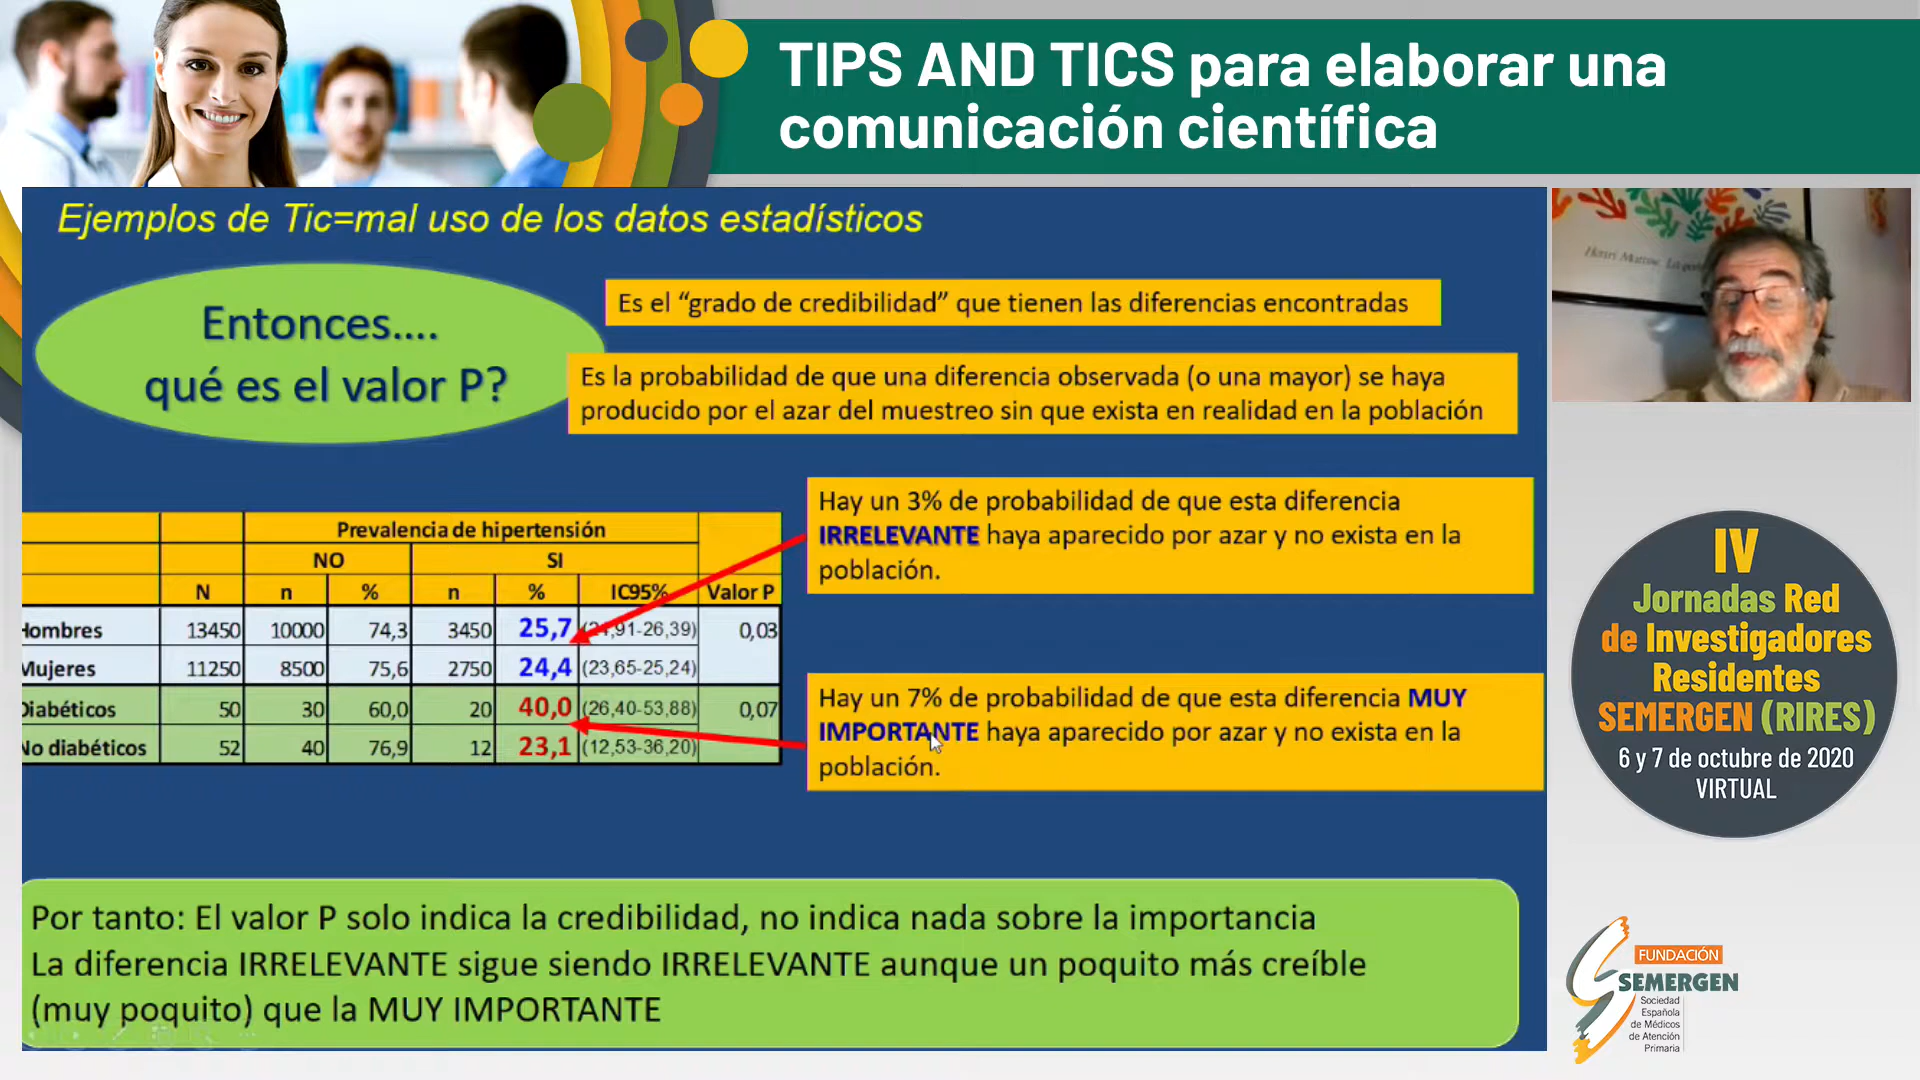 TIPS AND TICS para elaborar una
comunicación científica
Ejemplos de Tic=mal uso de los datos estadísticos
Entonces....
qué es el valor P?
Es el “grado de credibilidad” que tienen las diferencias encontradas
Es la probabilidad de que una diferencia observada (o una mayor) se haya
producido por el azar del muestreo sin que exista en realidad en la población
Prevalencia de hipertensión
NO SI
N n % n % IC95% Valor P
Hombres 13450 10000 74,3 3450 25,7 (24,91-26,39) 0,03
Mujeres 11250 8500 75,6 2750 24,4 (23,65-25,24)
Diabéticos 50 30 60,0 20 40,0 (26,40-53,88) 0,07
No diabéticos 52 40 76,9 12 23,1 (12,53-36,20)
Hay un 3% de probabilidad de que esta diferencia
IRRELEVANTE haya aparecido por azar y no exista en la
población.
Hay un 7% de probabilidad de que esta diferencia MUY
IMPORTANTE haya aparecido por azar y no exista en la
población.
Por tanto: El valor P solo indica la credibilidad, no indica nada sobre la importancia
La diferencia IRRELEVANTE sigue siendo IRRELEVANTE aunque un poquito más creíble
(muy poquito) que la MUY IMPORTANTE
Henri Matisse
IV
Jornadas Red
de Investigadores
Residentes
SEMERGEN (RIRES)
6 y 7 de octubre de 2020
VIRTUAL
FUNDACIÓN
SEMERGEN
Sociedad
Española
de Médicos
de Atención
Primaria